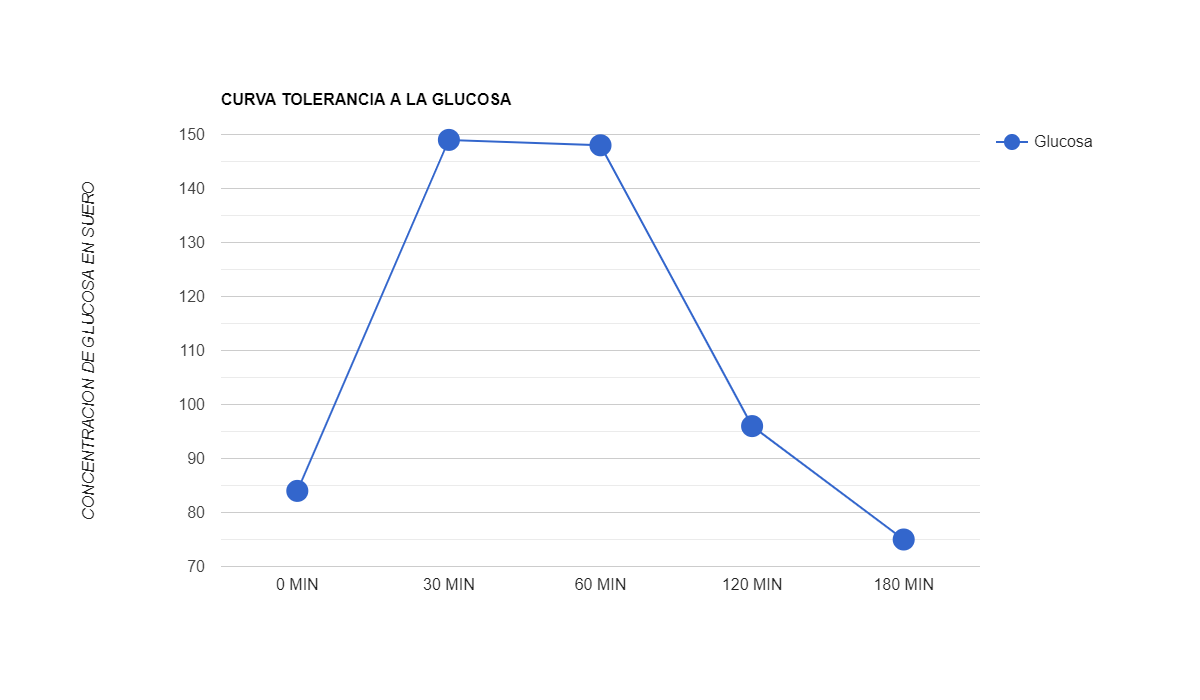 CURVA TOLERANCIA A LA GLUCOSA
Glucosa
CONCENTRACION DE GLUCOSA EN SUERO
150
140
130
120
110
100
90
80
70
0 MIN
30 MIN
60 MIN
120 MIN
180 MIN